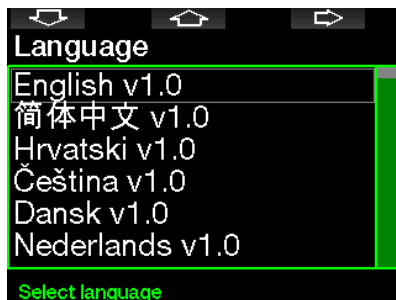 Language
English v1.0
简体中文 v1.0
Hrvatski v1.0
Čeština v1.0
Dansk v1.0
Nederlands v1.0
Select language